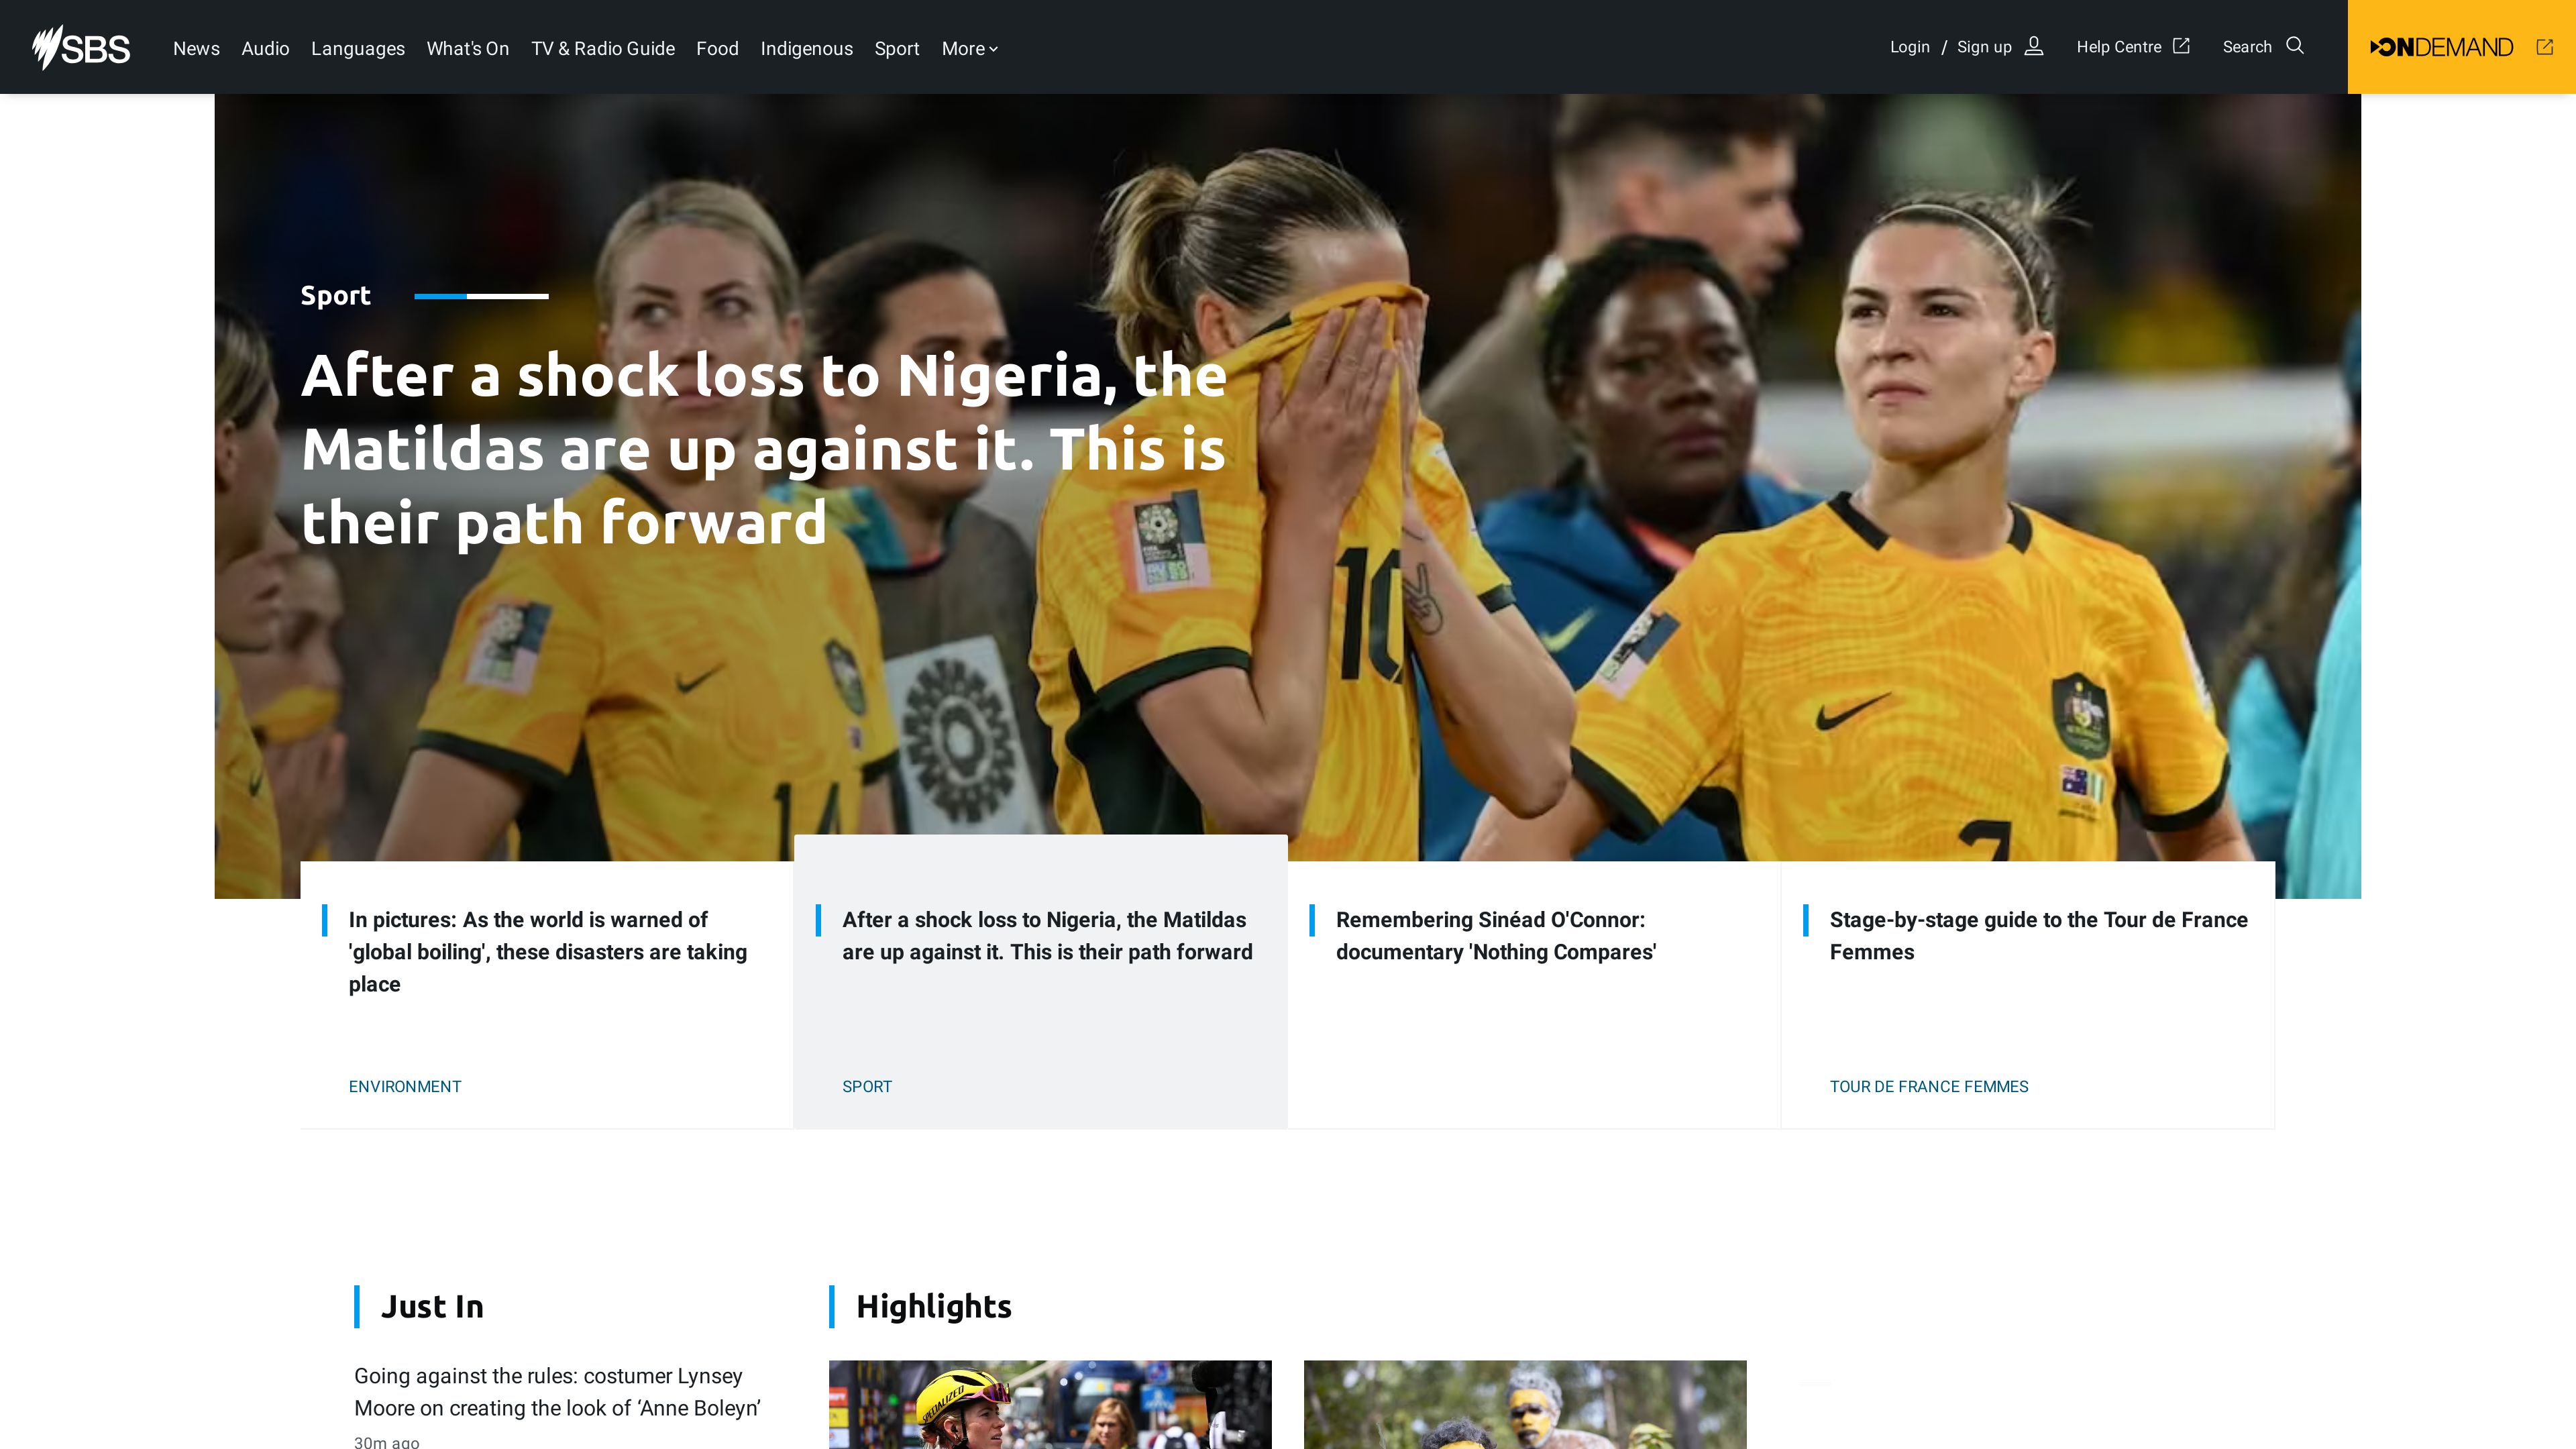 SBS
News
Audio
Languages
What's On
TV & Radio Guide
Food
Indigenous
Sport
More
Login / Sign up
Help Centre
Search
ONDEMAND
Sport
After a shock loss to Nigeria, the
Matildas are up against it. This is
their path forward
10
14
7
In pictures: As the world is warned of
'global boiling', these disasters are taking
place
ENVIRONMENT
After a shock loss to Nigeria, the Matildas
are up against it. This is their path forward
SPORT
Remembering Sinéad O'Connor:
documentary 'Nothing Compares'
Stage-by-stage guide to the Tour de France
Femmes
TOUR DE FRANCE FEMMES
Just In
Going against the rules: costumer Lynsey
Moore on creating the look of ‘Anne Boleyn’
30m ago
Highlights
SPECIALIZED